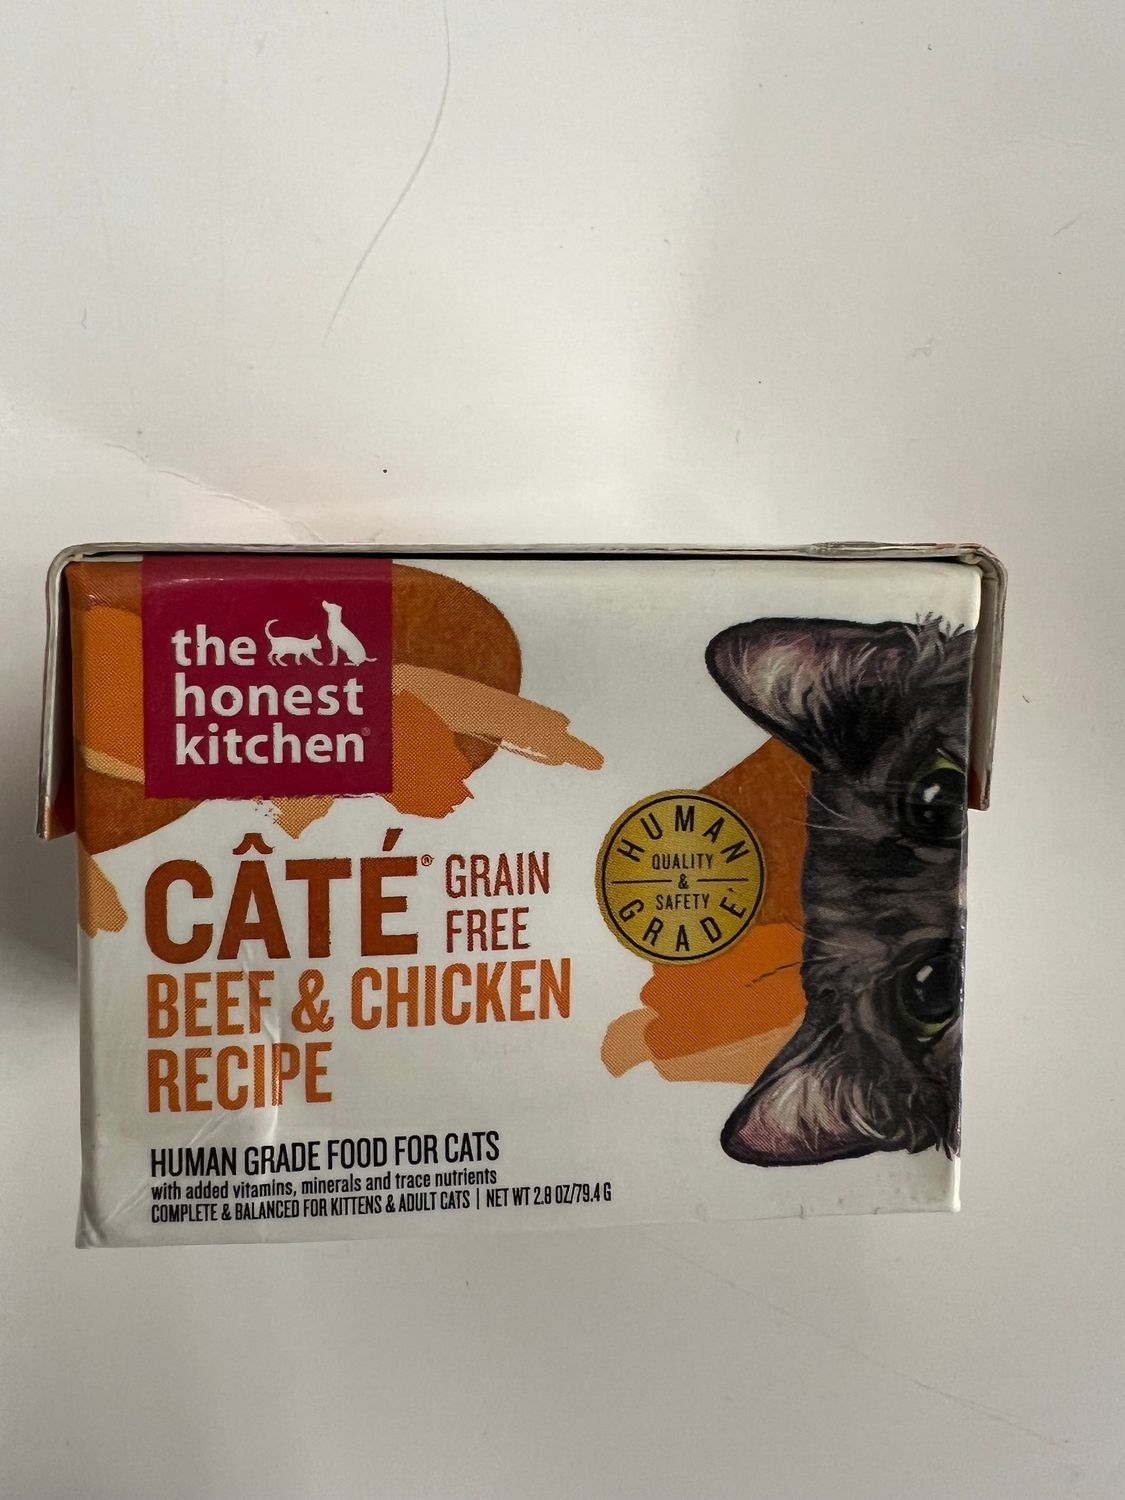 the
honest
kitchen®
CÂTÉ® GRAIN
FREE
BEEF & CHICKEN
RECIPE
HUMAN
QUALITY
&
SAFETY
GRADE
HUMAN GRADE FOOD FOR CATS
with added vitamins, minerals and trace nutrients
COMPLETE & BALANCED FOR KITTENS & ADULT CATS | NET WT 2.8 OZ/79.4 G